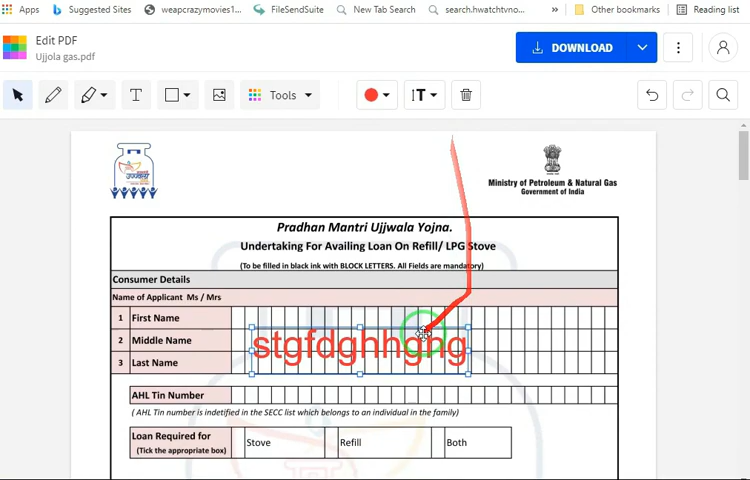 Apps Suggested Sites weapcrazymovies1... FileSendSuite New Tab Search search.hwatchtvno... » Other bookmarks Reading list
Edit PDF
Ujjola gas.pdf
DOWNLOAD
T Tools T
Ministry of Petroleum & Natural Gas
Government of India
Pradhan Mantri Ujjwala Yojna.
Undertaking For Availing Loan On Refill/ LPG Stove
(To be filled in black ink with BLOCK LETTERS. All Fields are mandatory)
Consumer Details
Name of Applicant Ms / Mrs
1 First Name
2 Middle Name
stgfdghhgng
3 Last Name
AHL Tin Number
( AHL Tin number is indetified in the SECC list which belongs to an individual in the family)
Loan Required for
(Tick the appropriate box)
Stove Refill Both